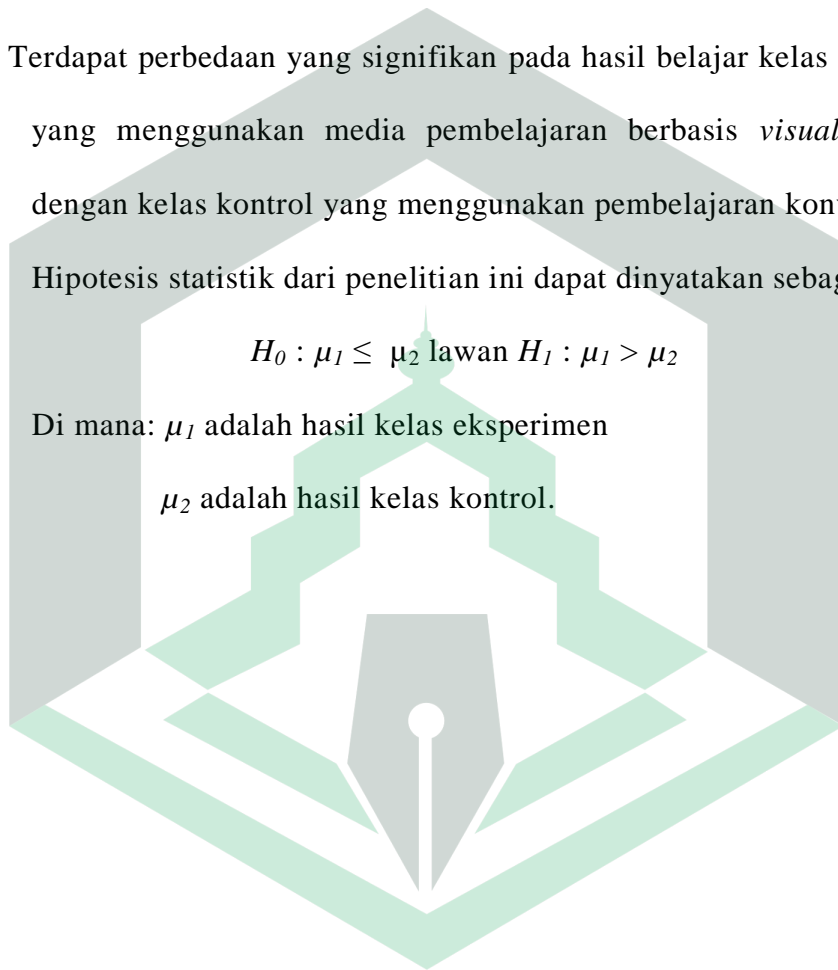 Terdapat perbedaan yang signifikan pada hasil belajar kelas
yang menggunakan media pembelajaran berbasis visual
dengan kelas kontrol yang menggunakan pembelajaran
Hipotesis statistik dari penelitian ini dapat dinyatakan
H₀ : μ₁ ≤ μ₂ lawan H₁ : μ₁ > μ₂
Di mana: μ₁ adalah hasil kelas eksperimen
μ₂ adalah hasil kelas kontrol.